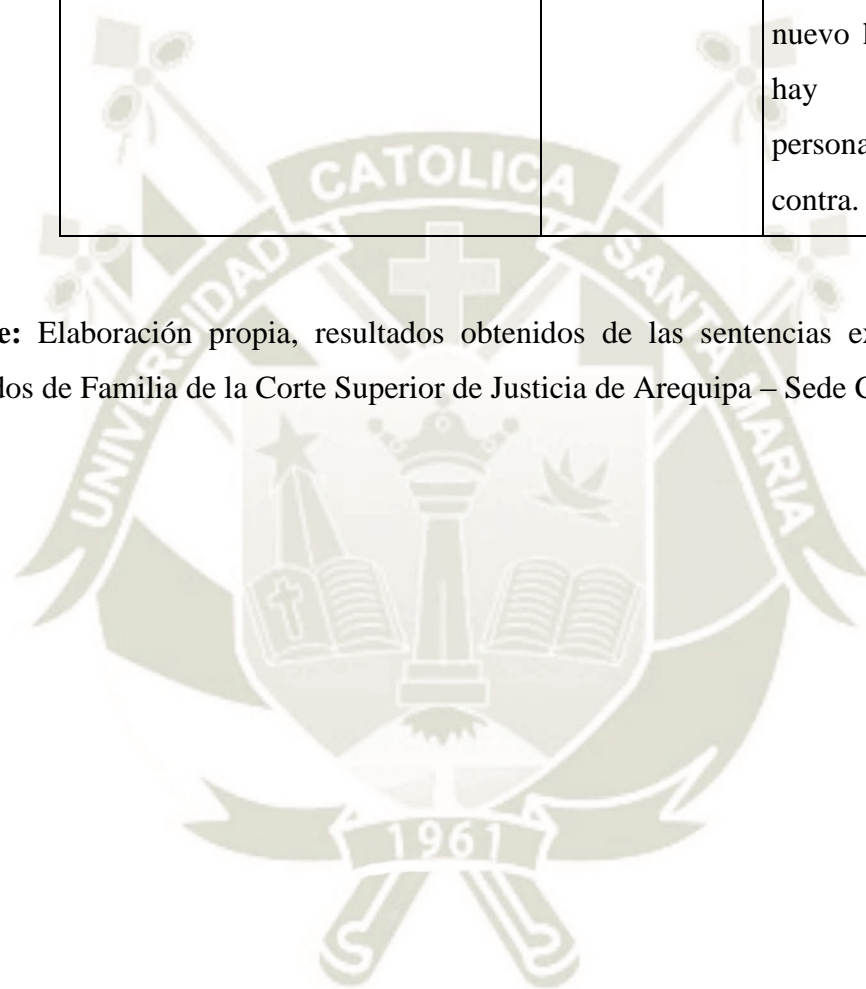 nuevo
hay
persona
contra.
e: Elaboración propia, resultados obtenidos de las sentencias ex
dos de Familia de la Corte Superior de Justicia de Arequipa – Sede C
UNIVERSIDAD CATOLICA SANTA MARIA
1961
S S